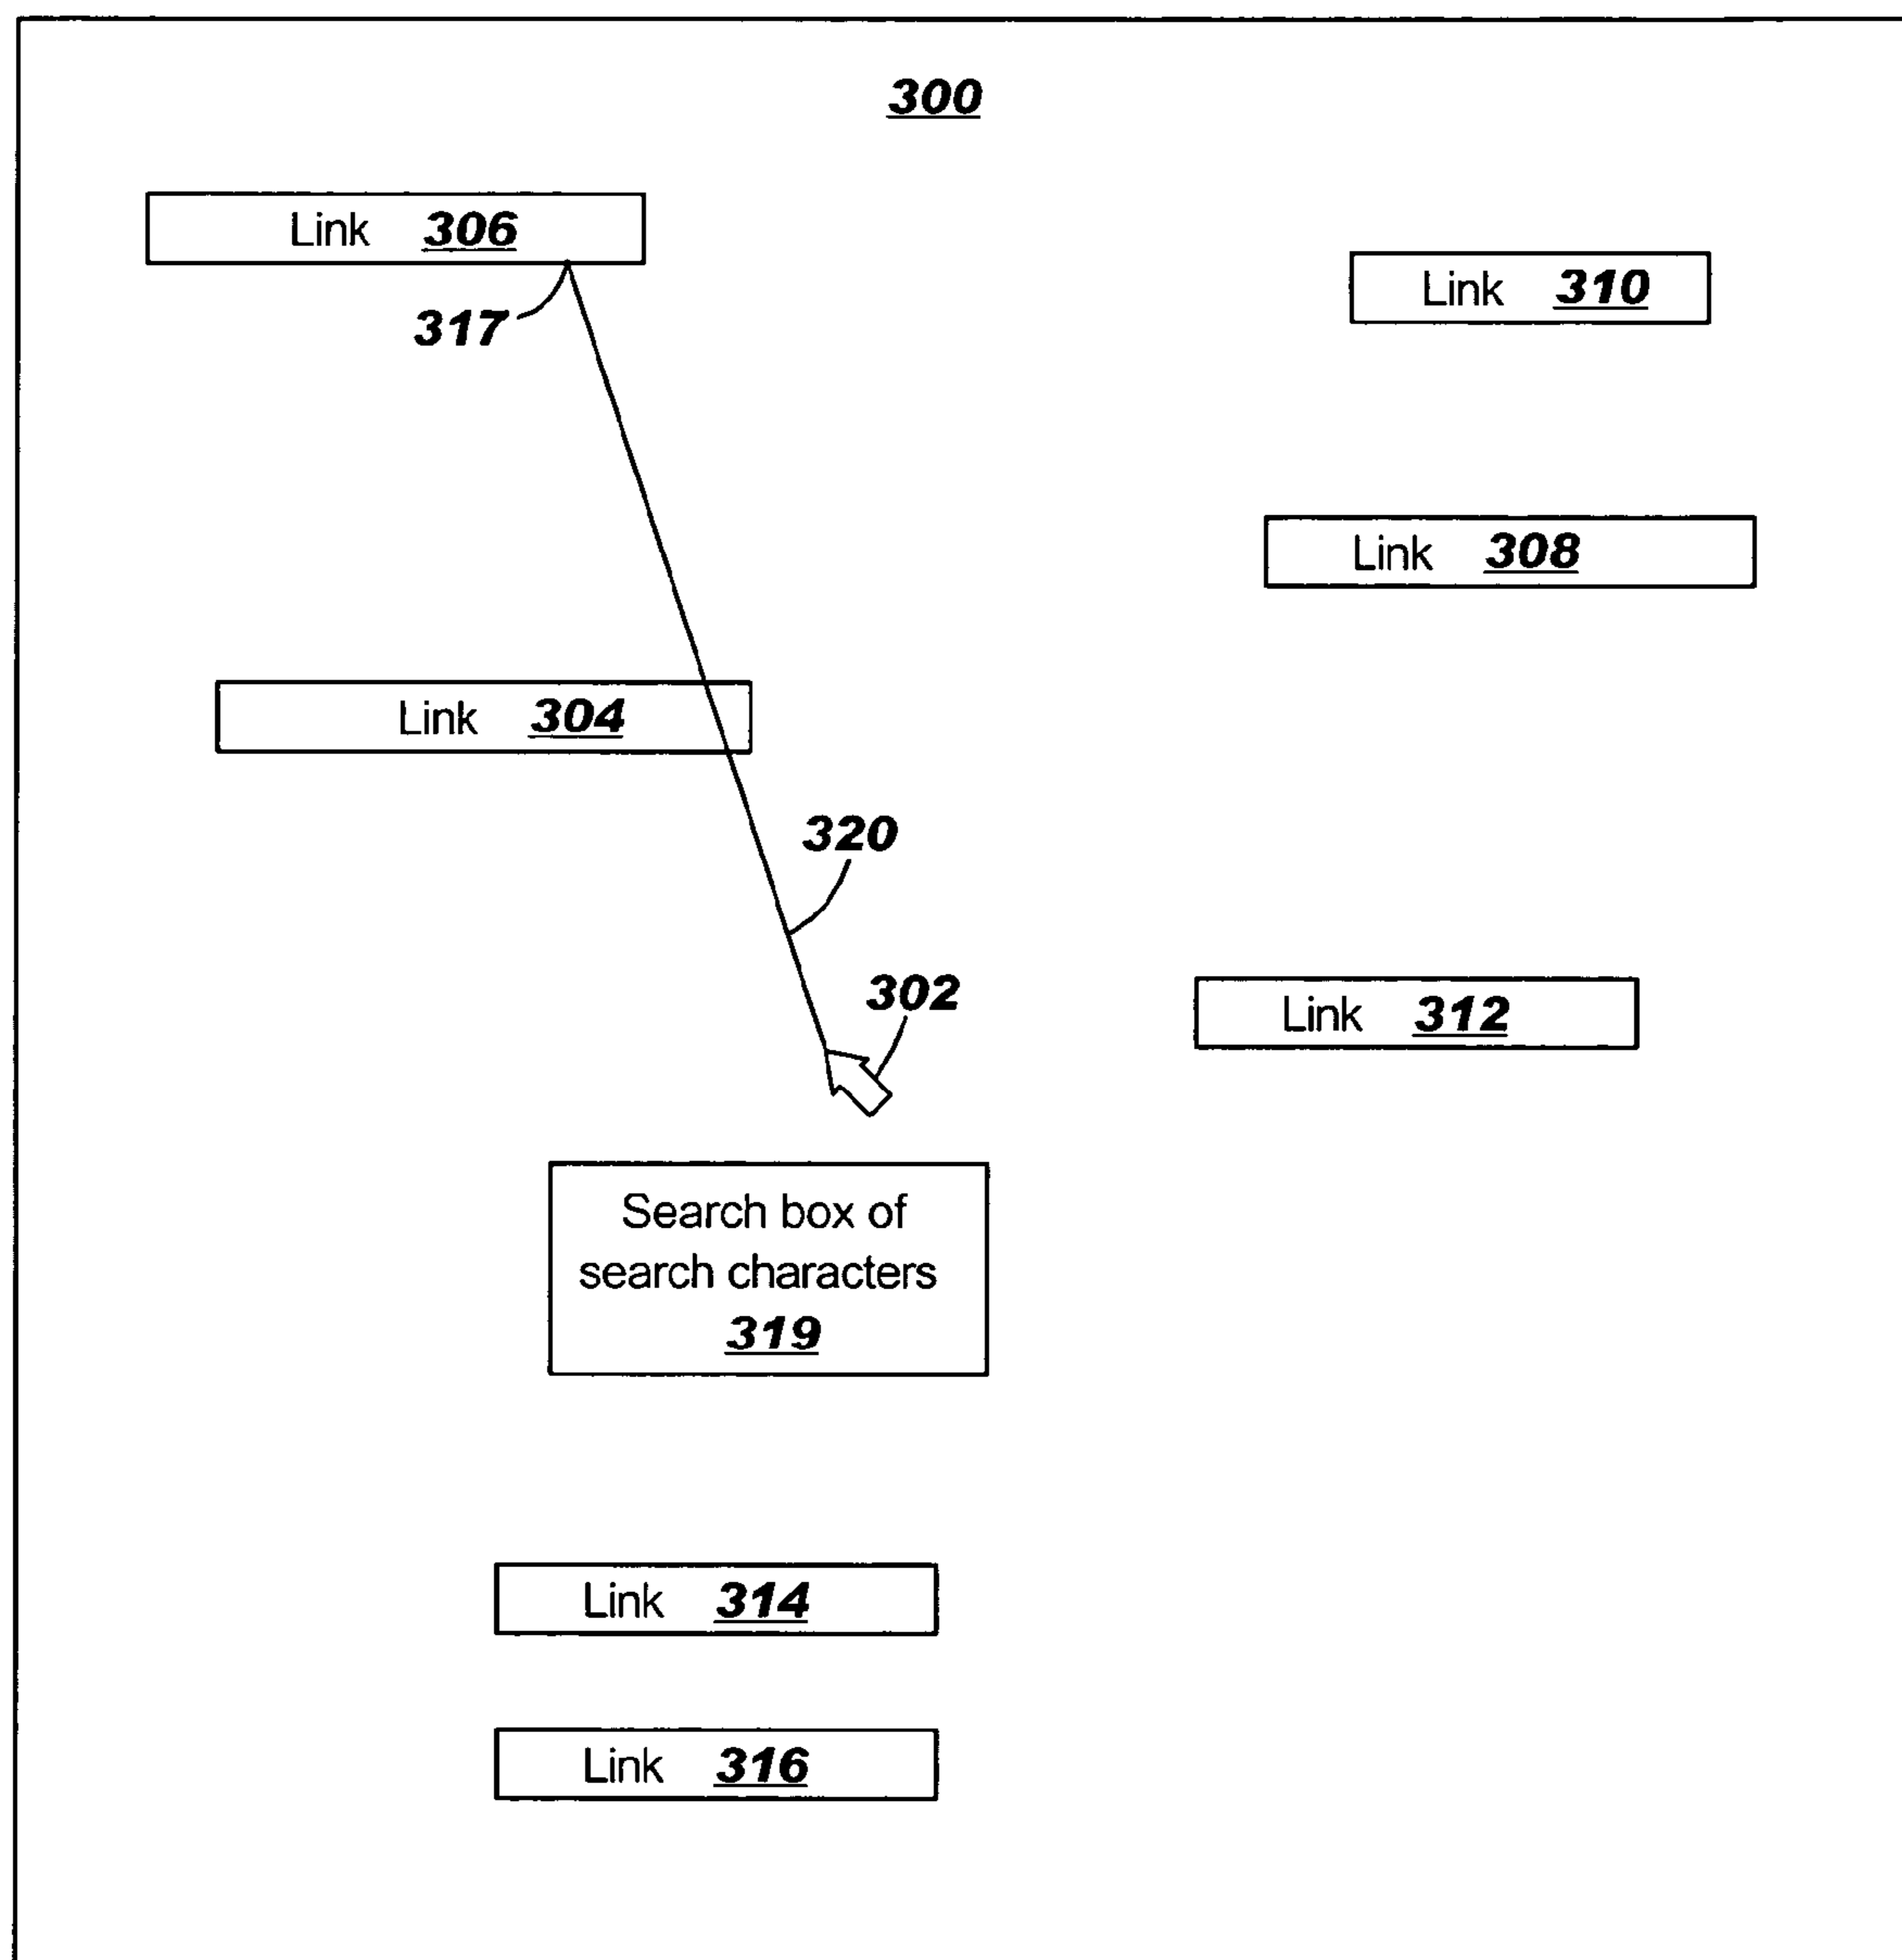 300
Link 306
Link 310
317
Link 308
Link 304
320
302
Link 312
Search box of
search characters
319
Link 314
Link 316